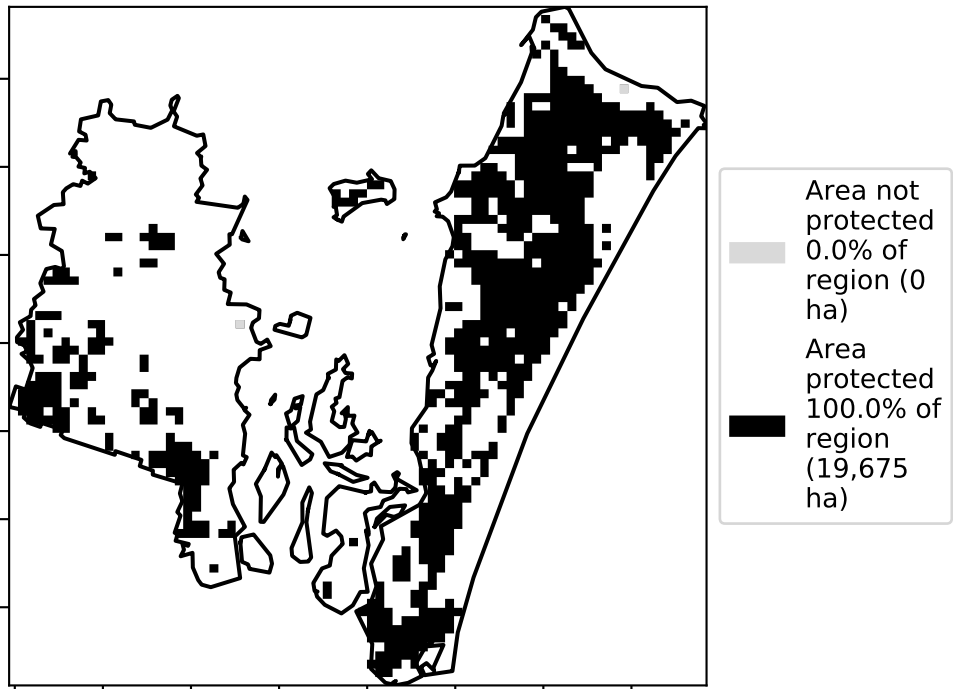 Area not
protected
0.0% of
region (0
ha)
Area
protected
100.0% of
region
(19,675
ha)